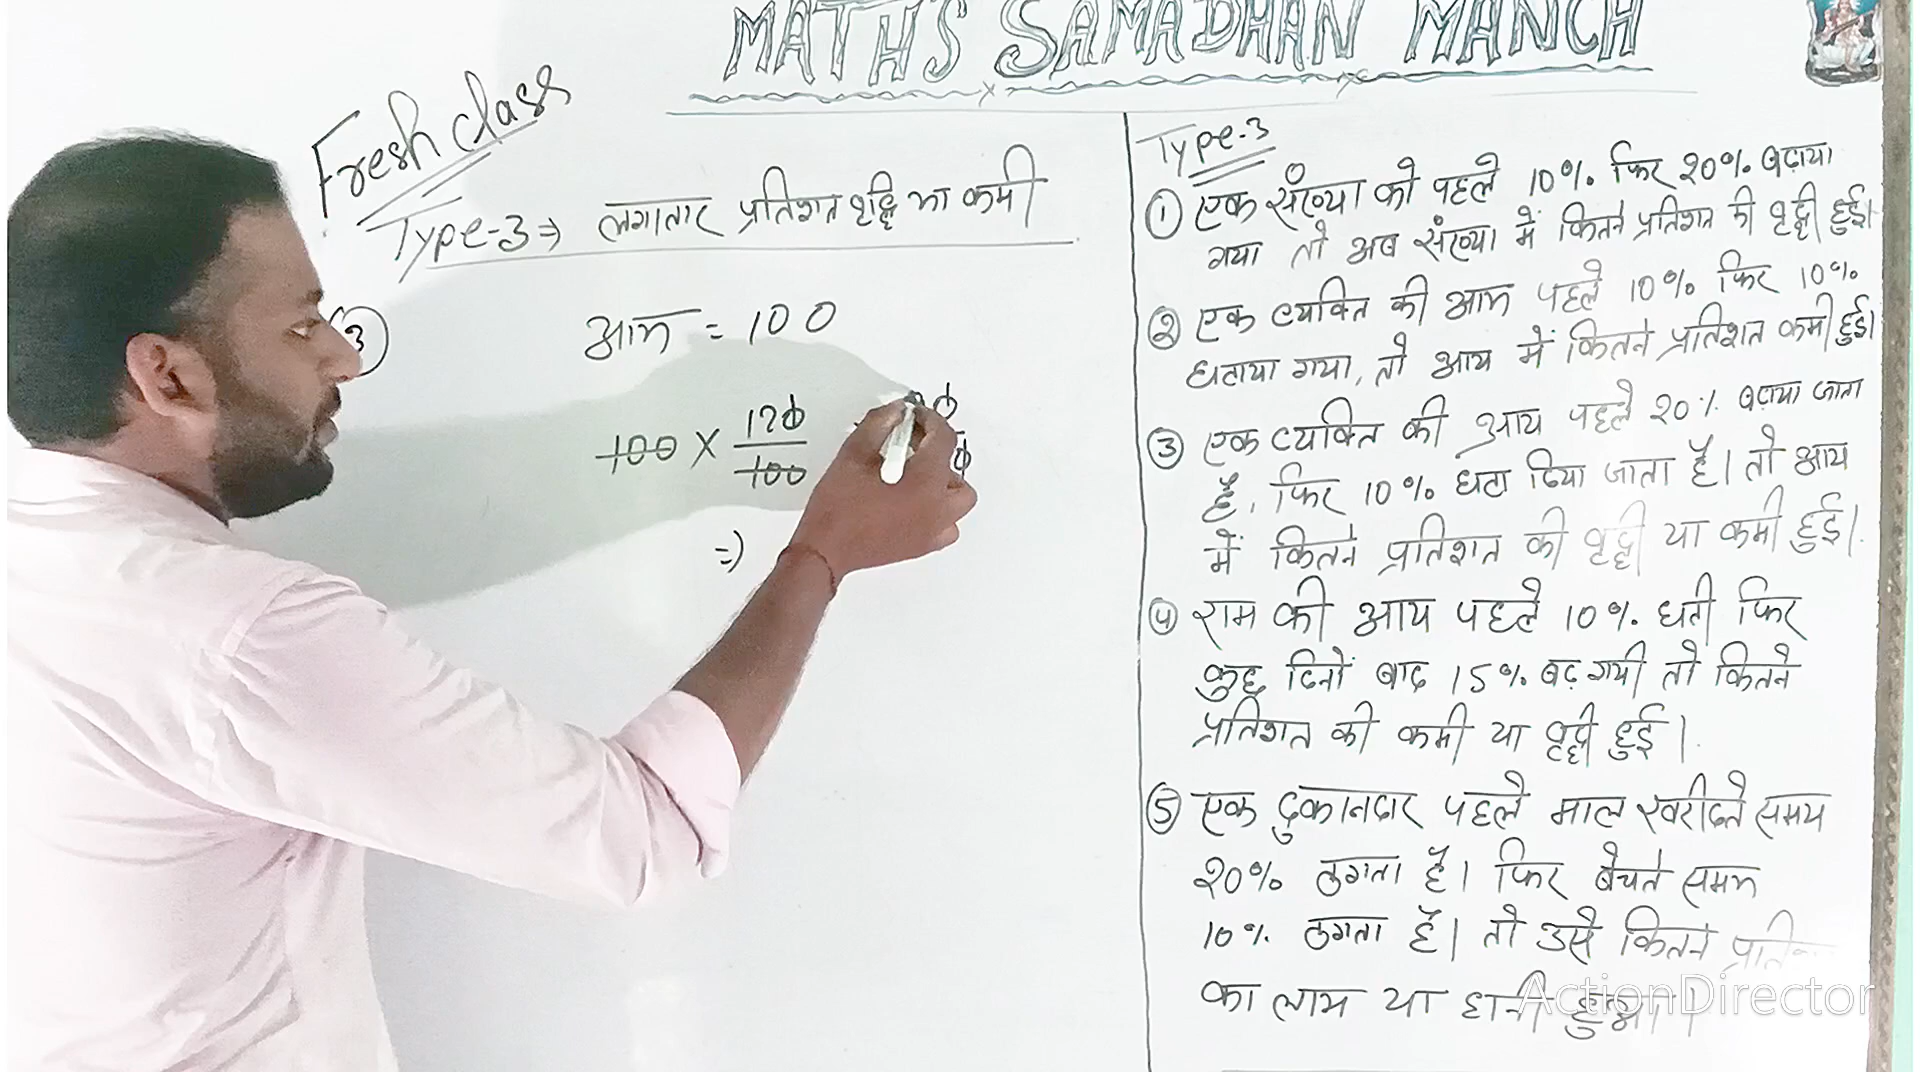 MATH'S SAMADHAN MANCH
Fresh class
Type-3 ⇒ लगातार प्रतिशत वृद्धि या कमी
3
आय = 100
100 × 120/100
⇒
Type-3
① एक संख्या को पहले 10% फिर 20% बढ़ाया
गया तो अब संख्या में कितने प्रतिशत की वृद्धी हुई।
② एक व्यक्ति की आय पहले 10% फिर 10%
घटाया गया, तो आय में कितने प्रतिशत कमी हुई।
③ एक व्यक्ति की आय पहले 20% बढ़ाया जाता
है, फिर 10% घटा दिया जाता है। तो आय
में कितने प्रतिशत की वृद्धी या कमी हुई।
④ राम की आय पहले 10% घटी फिर
कुछ दिनों बाद 15% बढ़ गयी तो कितने
प्रतिशत की कमी या वृद्धी हुई।
⑤ एक दुकानदार पहले माल खरीदते समय
20% ठगता है। फिर बेचते समय
10% ठगता है। तो उसे कितने
का लाभ या हानी हुआ।
ActionDirector